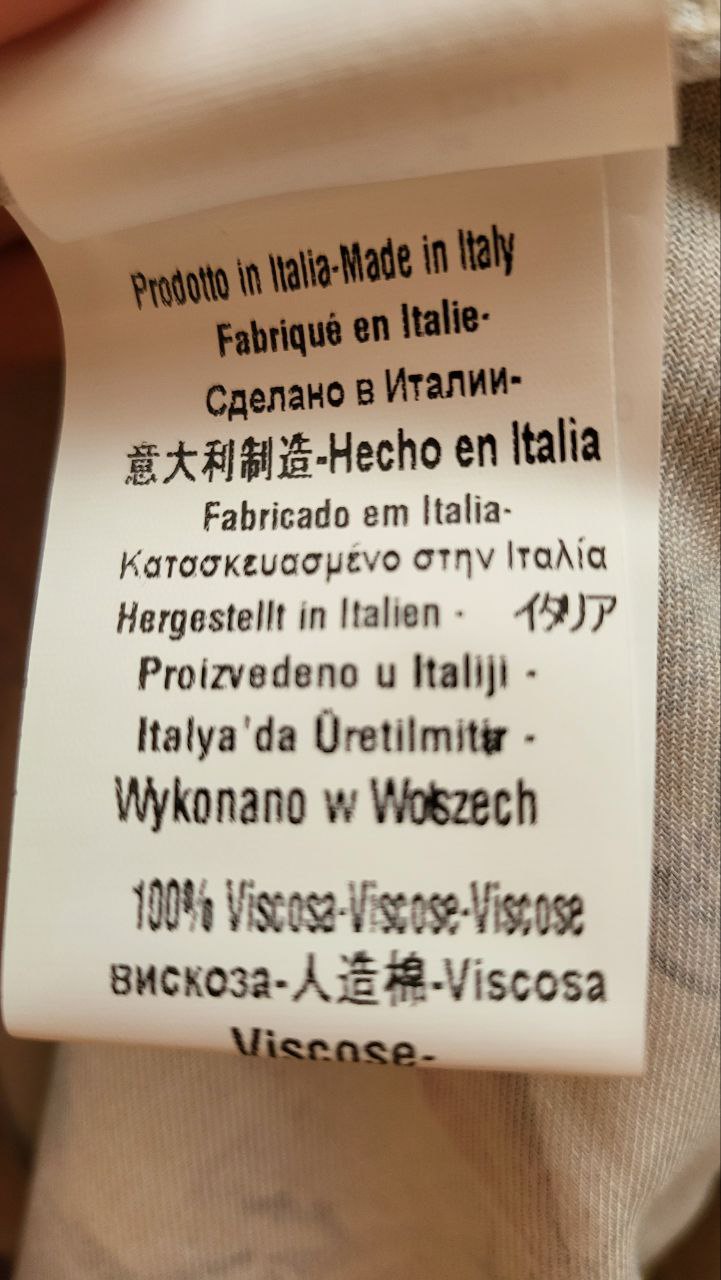 Prodotto in Italia-Made in Italy
Fabriqué en Italie-
Сделано в Италии-
意大利制造-Hecho en Italia
Fabricado em Italia-
Κατασκευασμένο στην Ιταλία
Hergestellt in Italien - イタリア
Proizvedeno u Italiji -
Italya'da -
Wykonano w
100% Viscosa-Viscose-Viscose
вискоза-人造棉-Viscosa
Viscose-